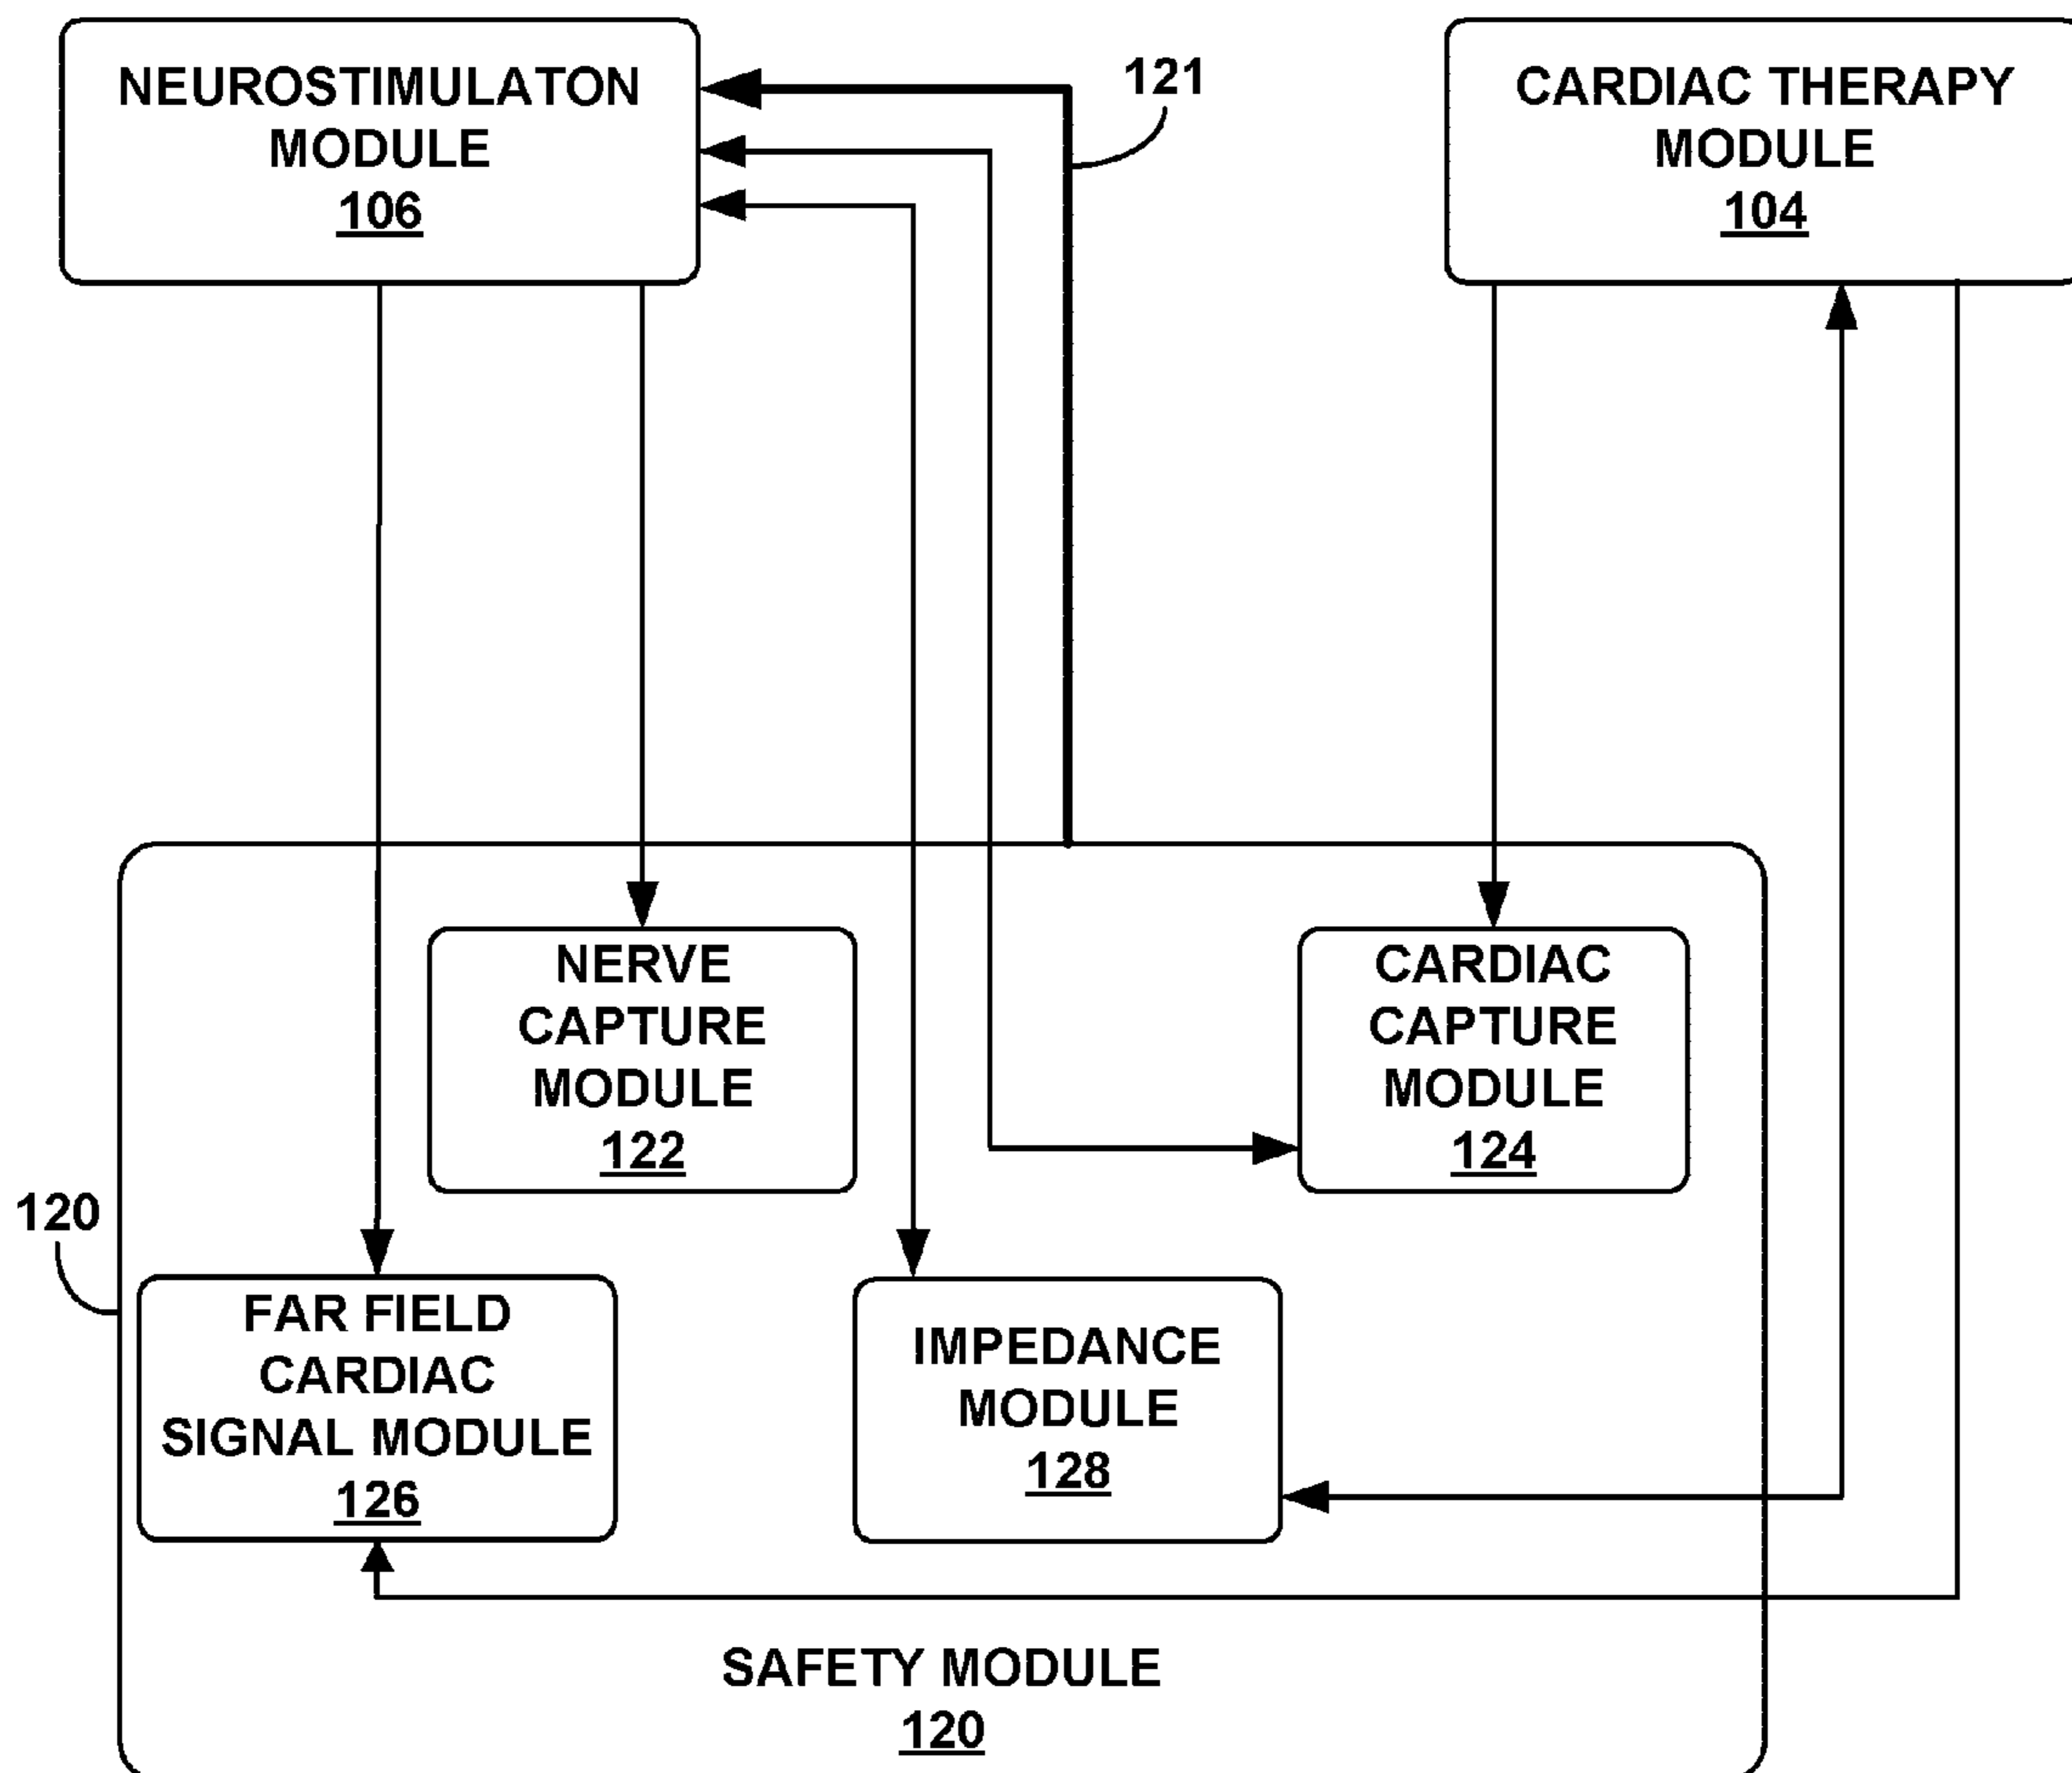 NEUROSTIMULATON
MODULE
106
121
CARDIAC THERAPY
MODULE
104
NERVE
CAPTURE
MODULE
122
CARDIAC
CAPTURE
MODULE
124
120
FAR FIELD
CARDIAC
SIGNAL MODULE
126
IMPEDANCE
MODULE
128
SAFETY MODULE
120